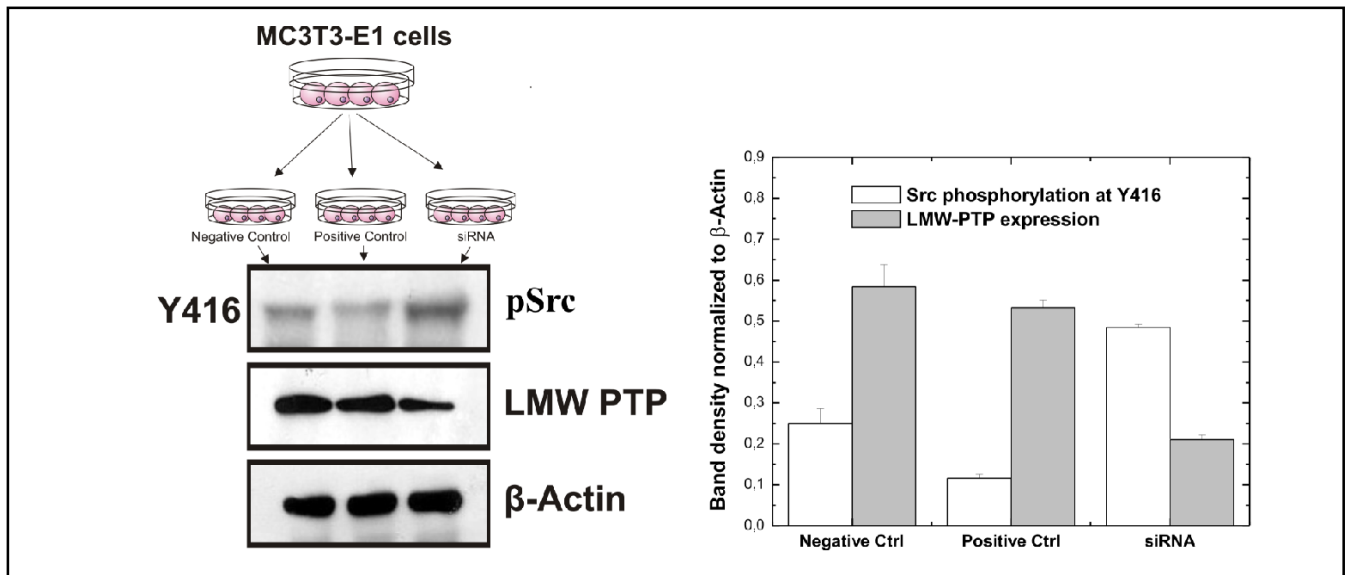 MC3T3-E1 cells
Negative Control
Positive Control
siRNA
Y416
pSrc
LMW PTP
β-Actin
Band density normalized to β-Actin
0,9
0,8
0,7
0,6
0,5
0,4
0,3
0,2
0,1
0,0
Src phosphorylation at Y416
LMW-PTP expression
Negative Ctrl
Positive Ctrl
siRNA